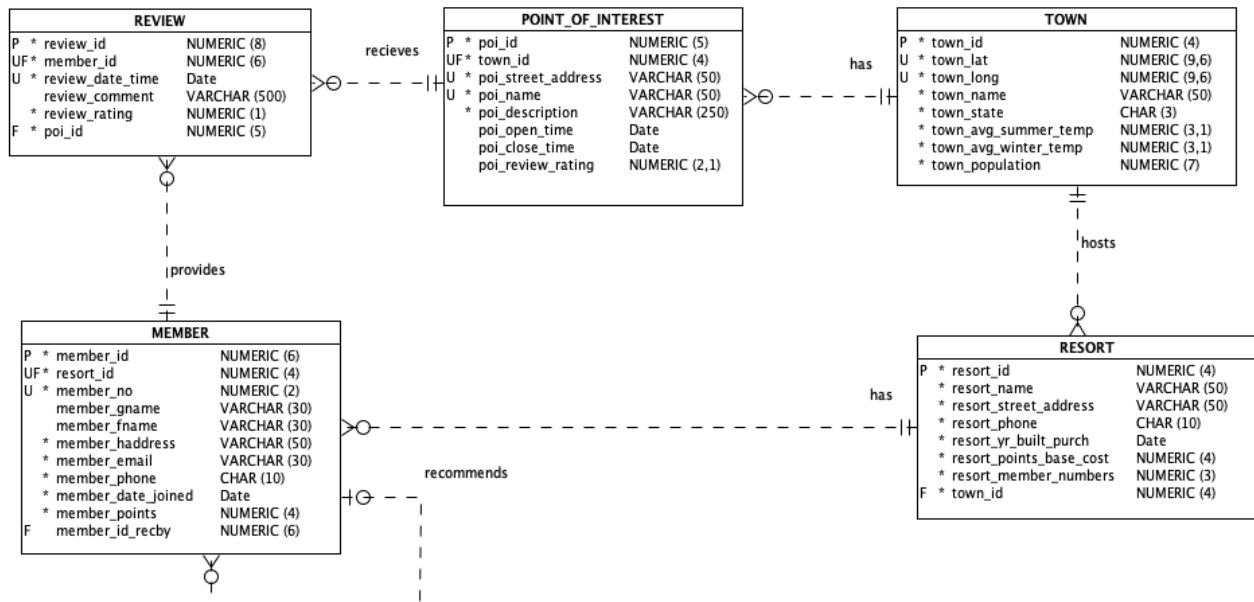 REVIEW
P * review_id NUMERIC (8)
UF* member_id NUMERIC (6)
U * review_date_time Date
review_comment VARCHAR (500)
* review_rating NUMERIC (1)
F * poi_id NUMERIC (5)
recieves
POINT_OF_INTEREST
P * poi_id NUMERIC (5)
UF* town_id NUMERIC (4)
U * poi_street_address VARCHAR (50)
U * poi_name VARCHAR (50)
* poi_description VARCHAR (250)
poi_open_time Date
poi_close_time Date
poi_review_rating NUMERIC (2,1)
has
TOWN
P * town_id NUMERIC (4)
U * town_lat NUMERIC (9,6)
U * town_long NUMERIC (9,6)
* town_name VARCHAR (50)
* town_state CHAR (3)
* town_avg_summer_temp NUMERIC (3,1)
* town_avg_winter_temp NUMERIC (3,1)
* town_population NUMERIC (7)
provides
hosts
MEMBER
P * member_id NUMERIC (6)
UF* resort_id NUMERIC (4)
U * member_no NUMERIC (2)
member_gname VARCHAR (30)
member_fname VARCHAR (30)
* member_haddress VARCHAR (50)
* member_email VARCHAR (30)
* member_phone CHAR (10)
* member_date_joined Date
* member_points NUMERIC (4)
F member_id_recby NUMERIC (6)
has
recommends
RESORT
P * resort_id NUMERIC (4)
* resort_name VARCHAR (50)
* resort_street_address VARCHAR (50)
* resort_phone CHAR (10)
* resort_yr_built_purch Date
* resort_points_base_cost NUMERIC (4)
* resort_member_numbers NUMERIC (3)
F * town_id NUMERIC (4)